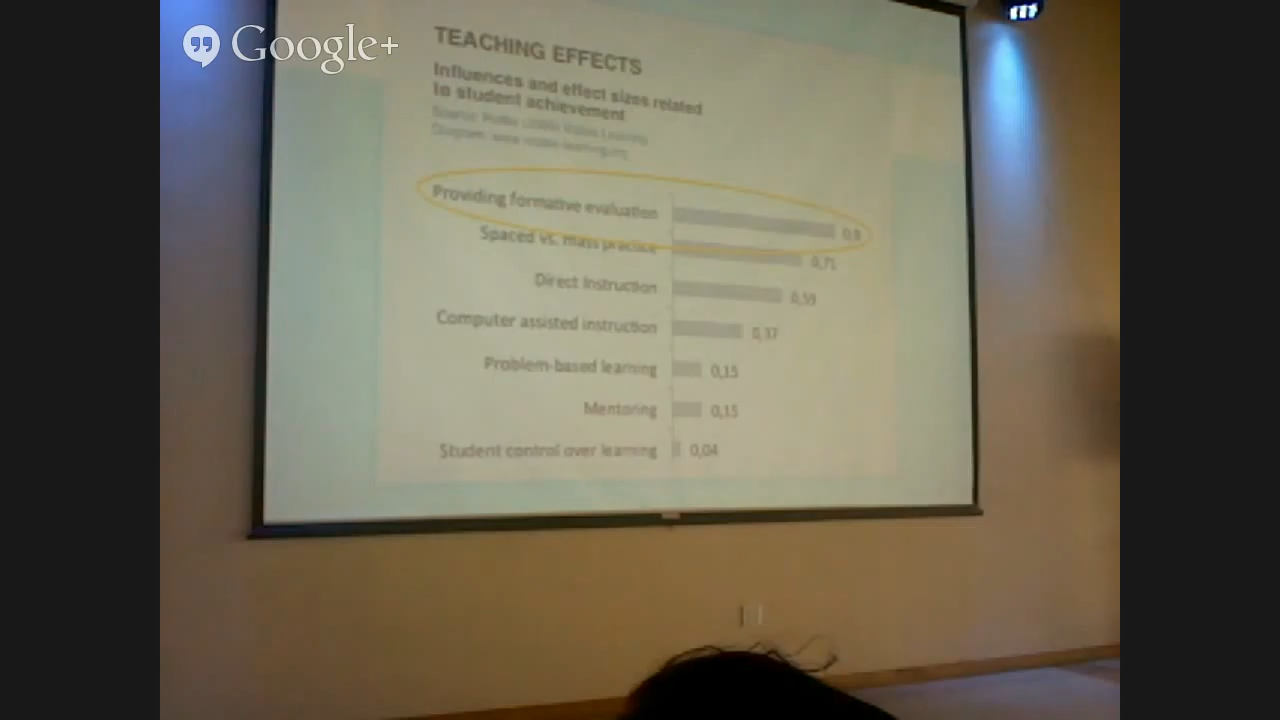 Google+
TEACHING EFFECTS
Influences and effect sizes related
to student achievement
Providing formative evaluation 0,9
Spaced vs. mass practice 0,71
Direct Instruction 0,59
Computer assisted instruction 0,37
Problem-based learning 0,15
Mentoring 0,15
Student control over learning 0,04